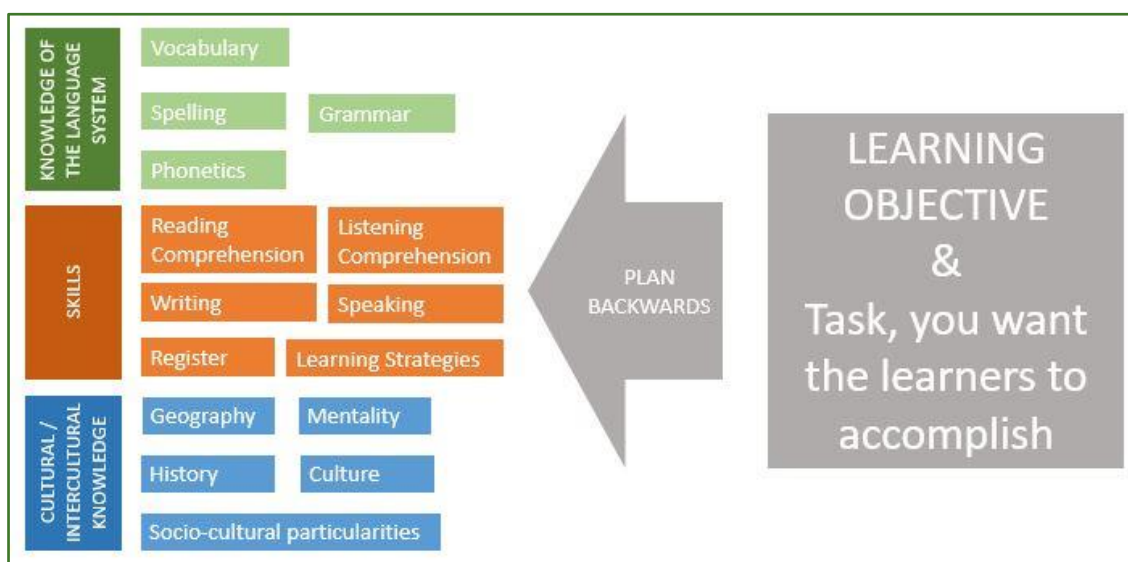 KNOWLEDGE OF
THE LANGUAGE
SYSTEM
Vocabulary
Spelling
Grammar
Phonetics
SKILLS
Reading
Comprehension
Listening
Comprehension
Writing
Speaking
Register
Learning Strategies
CULTURAL /
INTERCULTURAL
KNOWLEDGE
Geography
Mentality
History
Culture
Socio-cultural particularities
PLAN
BACKWARDS
LEARNING
OBJECTIVE
&
Task, you want
the learners to
accomplish